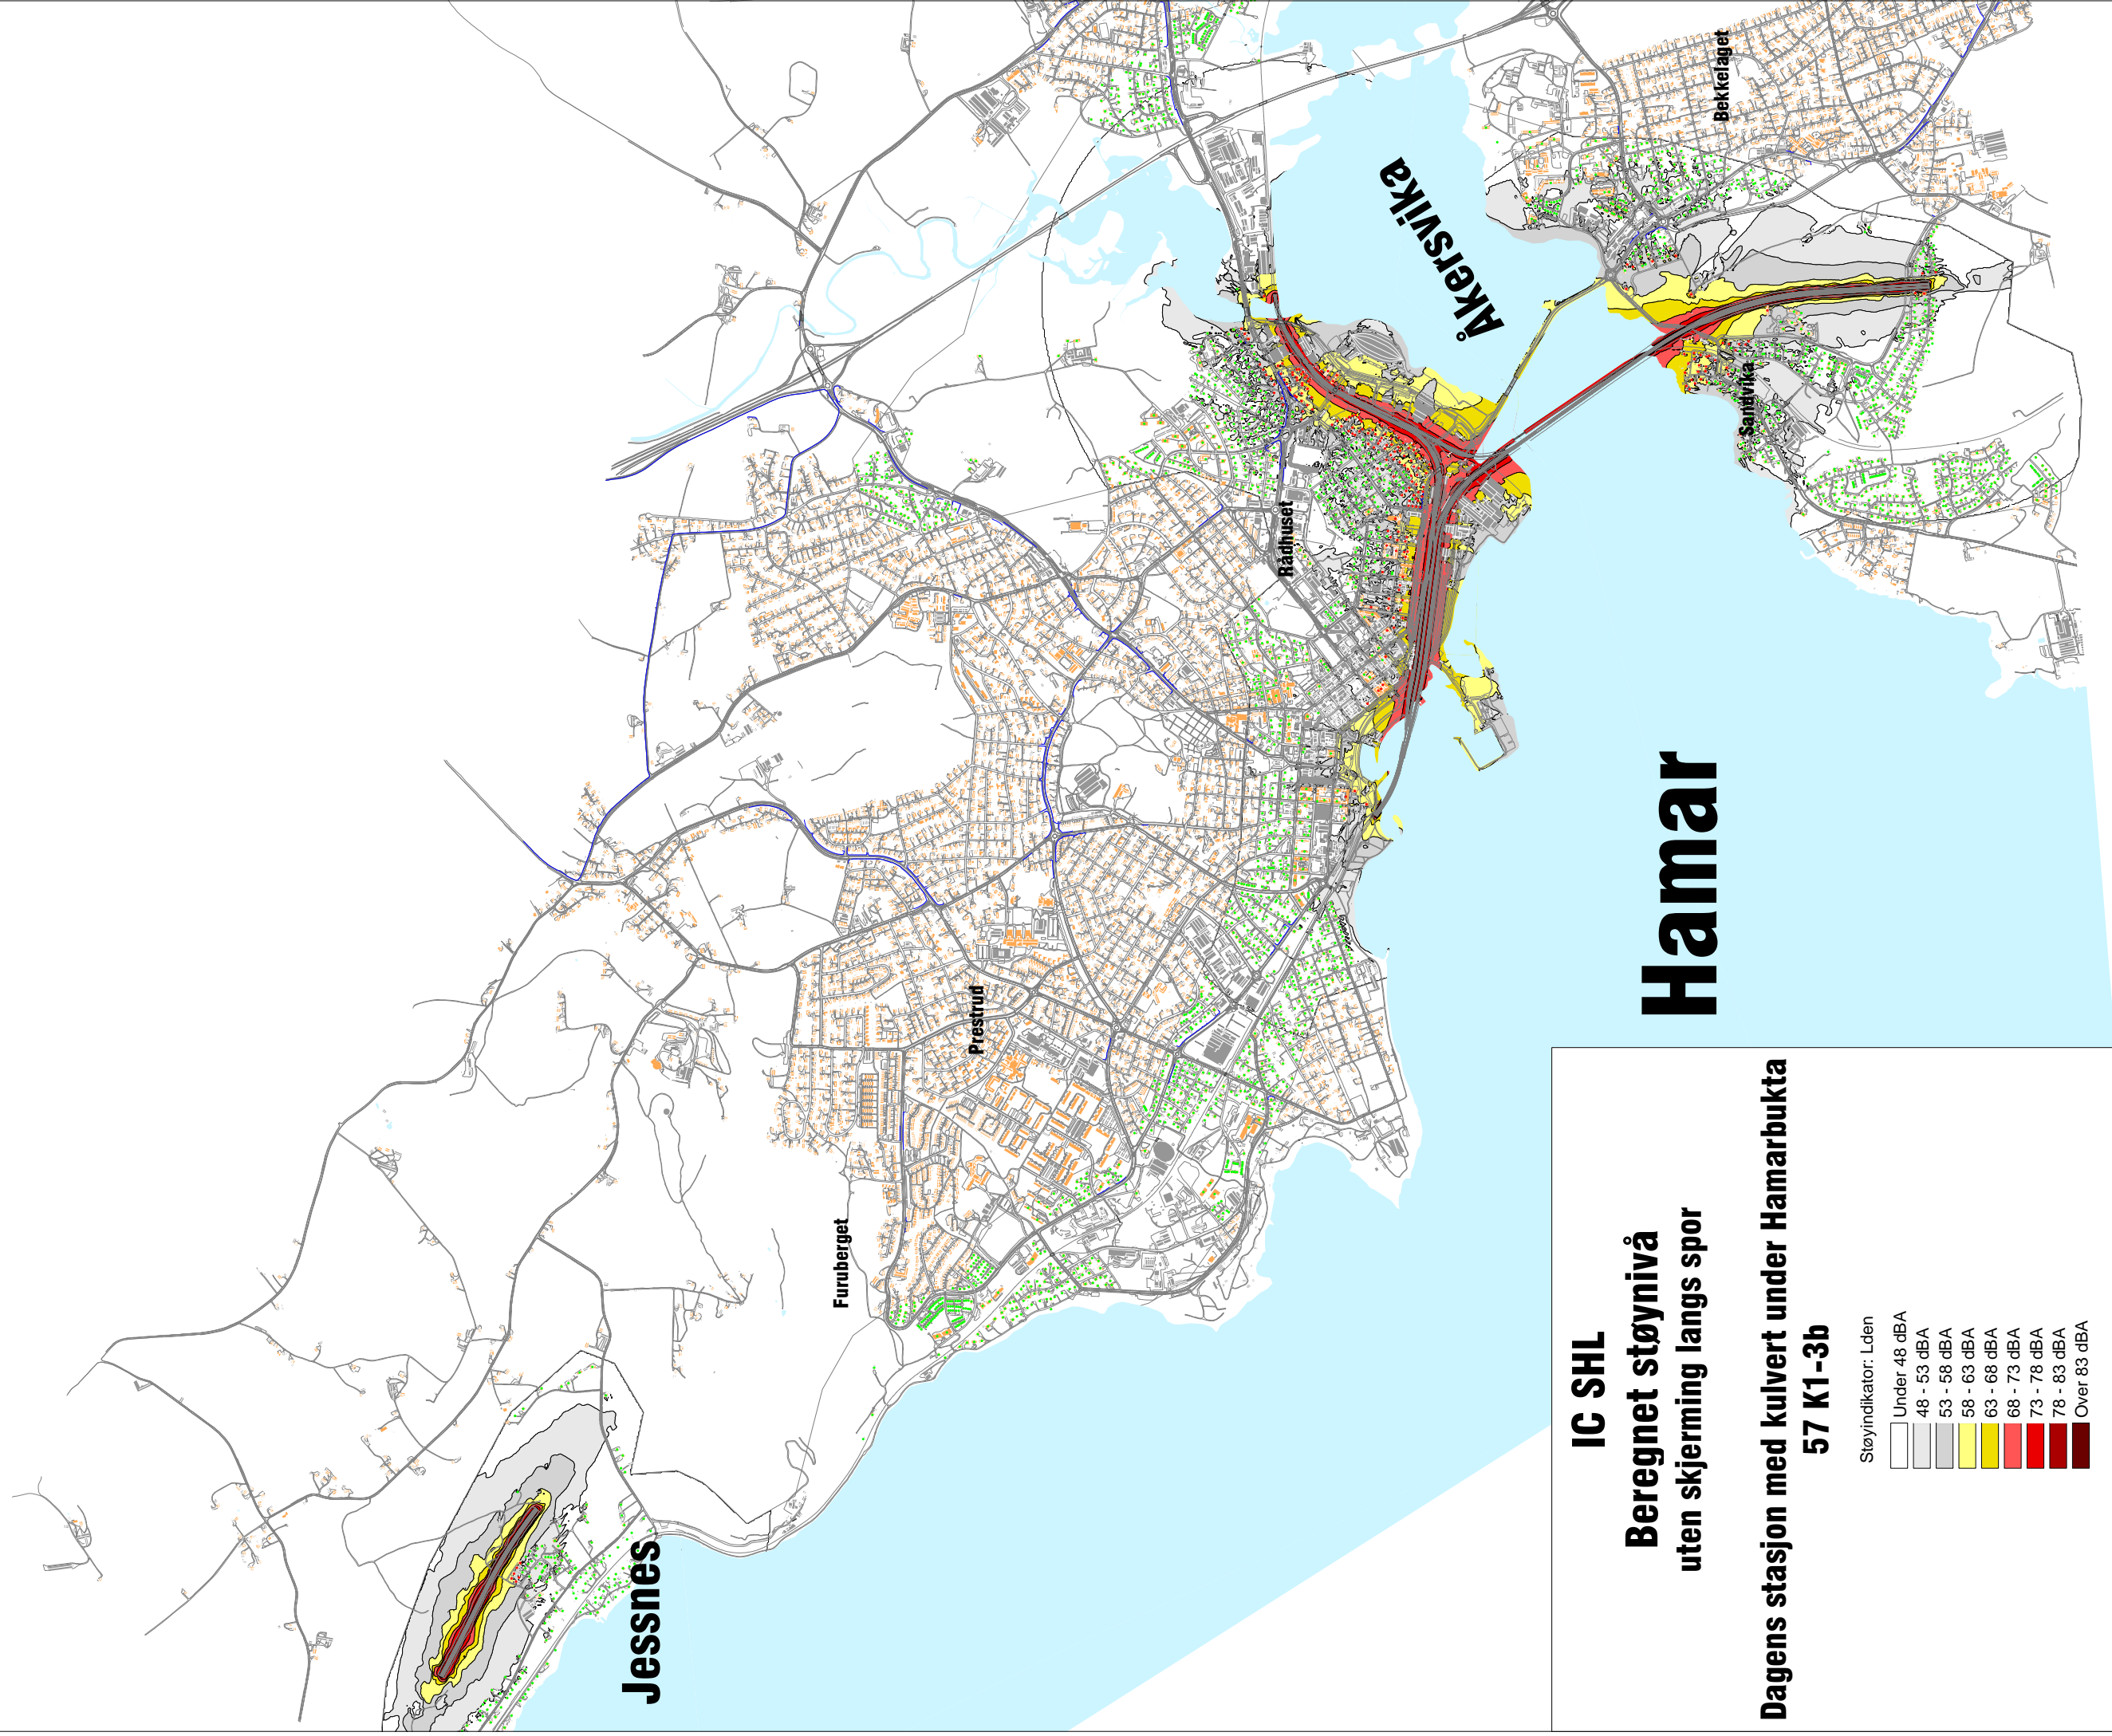 Bekkelaget
Åkersvika
Sandvika
Rådhuset
Hamar
Prestrud
Furuberget
Jessnes
IC SHL
Beregnet støynivå
uten skjerming langs spor
Dagens stasjon med kulvert under Hamarbukta
57 K1-3b
Støyindikator: Lden
Under 48 dBA
48 - 53 dBA
53 - 58 dBA
58 - 63 dBA
63 - 68 dBA
68 - 73 dBA
73 - 78 dBA
78 - 83 dBA
Over 83 dBA